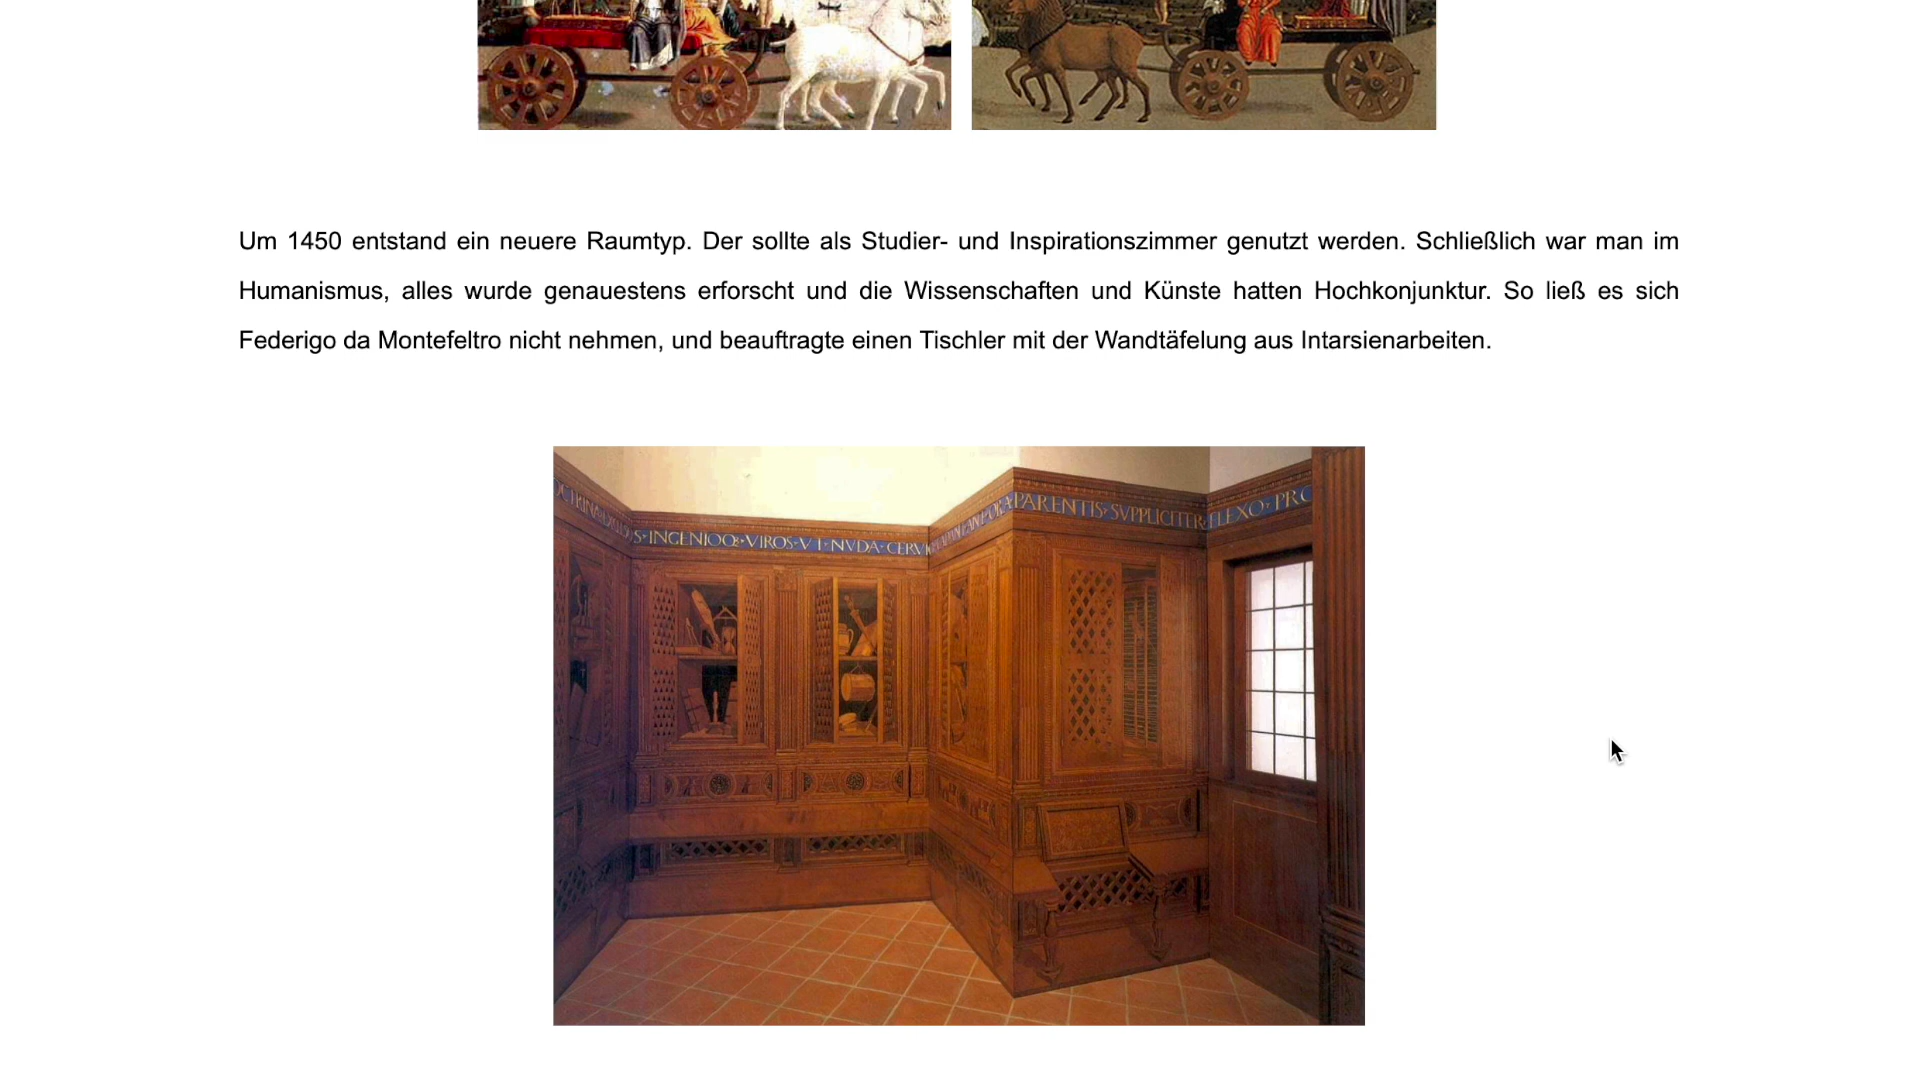 Um 1450 entstand ein neuere Raumtyp. Der sollte als Studier- und Inspirationszimmer genutzt werden. Schließlich war man im
Humanismus, alles wurde genauestens erforscht und die Wissenschaften und Künste hatten Hochkonjunktur. So ließ es sich
Federigo da Montefeltro nicht nehmen, und beauftragte einen Tischler mit der Wandtäfelung aus Intarsienarbeiten.
S·INGENIOQ·VIROS·VT·NVDA·CERVI PARENTIS·SVPPLICITER FLEXO·PRO